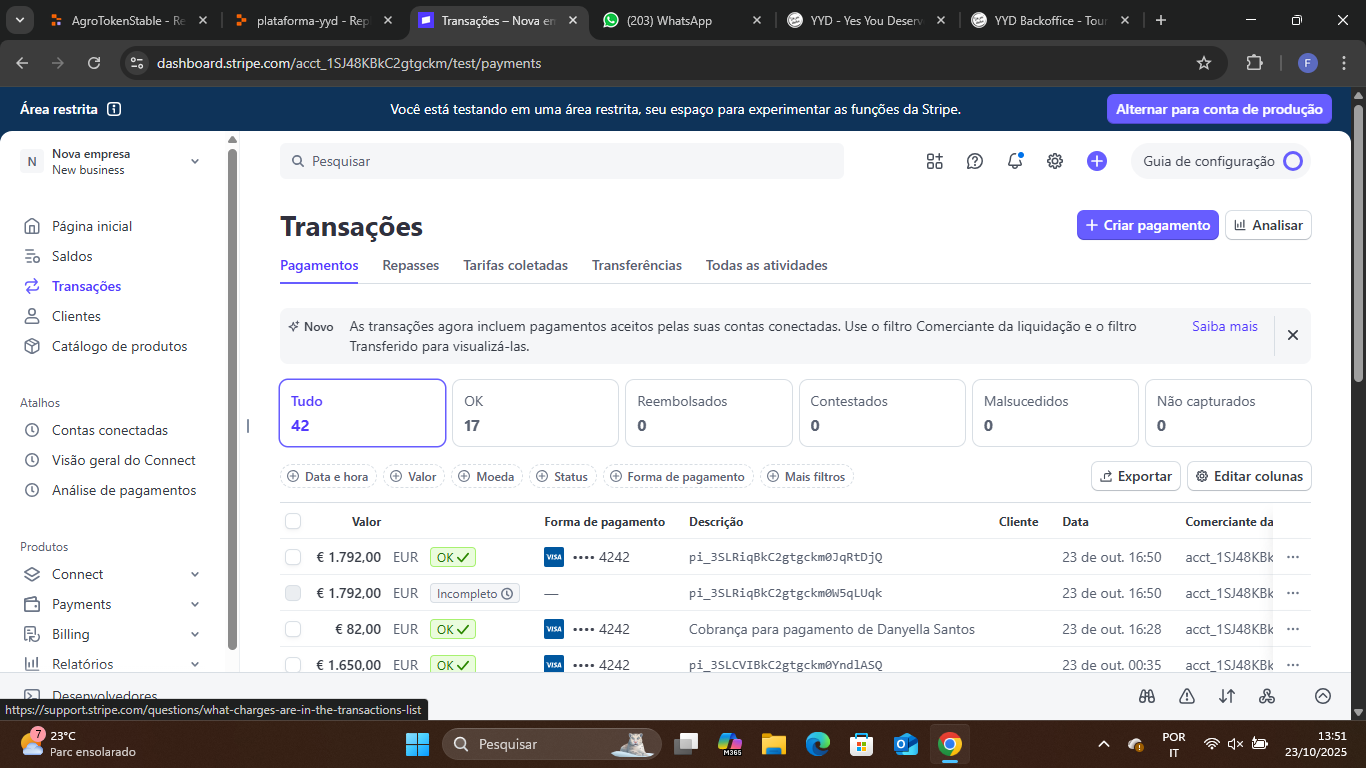 AgroTokenStable - Re
plataforma-yyd - Repl
Transações – Nova em
(203) WhatsApp
YYD - Yes You Deserv
YYD Backoffice - Tour
dashboard.stripe.com/acct_1SJ48KBkC2gtgckm/test/payments
F
Área restrita
Você está testando em uma área restrita, seu espaço para experimentar as funções da Stripe.
Alternar para conta de produção
N
Nova empresa
New business
Pesquisar
Guia de configuração
Página inicial
Saldos
Transações
Clientes
Catálogo de produtos
Atalhos
Contas conectadas
Visão geral do Connect
Análise de pagamentos
Produtos
Connect
Payments
Billing
Relatórios
Desenvolvedores
Transações
Criar pagamento
Analisar
Pagamentos
Repasses
Tarifas coletadas
Transferências
Todas as atividades
Novo
As transações agora incluem pagamentos aceitos pelas suas contas conectadas. Use o filtro Comerciante da liquidação e o filtro
Transferido para visualizá-las.
Saiba mais
Tudo
42
OK
17
Reembolsados
0
Contestados
0
Malsucedidos
0
Não capturados
0
Data e hora
Valor
Moeda
Status
Forma de pagamento
Mais filtros
Exportar
Editar colunas
Valor Forma de pagamento Descrição Cliente Data Comerciante da
€ 1.792,00 EUR OK VISA •••• 4242 pi_3SLRiqBkC2gtgckm0JqRtDjQ 23 de out. 16:50 acct_1SJ48KBk ...
€ 1.792,00 EUR Incompleto — pi_3SLRiqBkC2gtgckm0W5qLUqk 23 de out. 16:50 acct_1SJ48KBk ...
€ 82,00 EUR OK VISA •••• 4242 Cobrança para pagamento de Danyella Santos 23 de out. 16:28 acct_1SJ48KBk ...
€ 1.650,00 EUR OK VISA •••• 4242 pi_3SLCVIBkC2gtgckm0YndlASQ 23 de out. 00:35 acct_1SJ48KBk ...
https://support.stripe.com/questions/what-charges-are-in-the-transactions-list
7
23°C
Parc ensolarado
Pesquisar
M365
POR
IT
13:51
23/10/2025